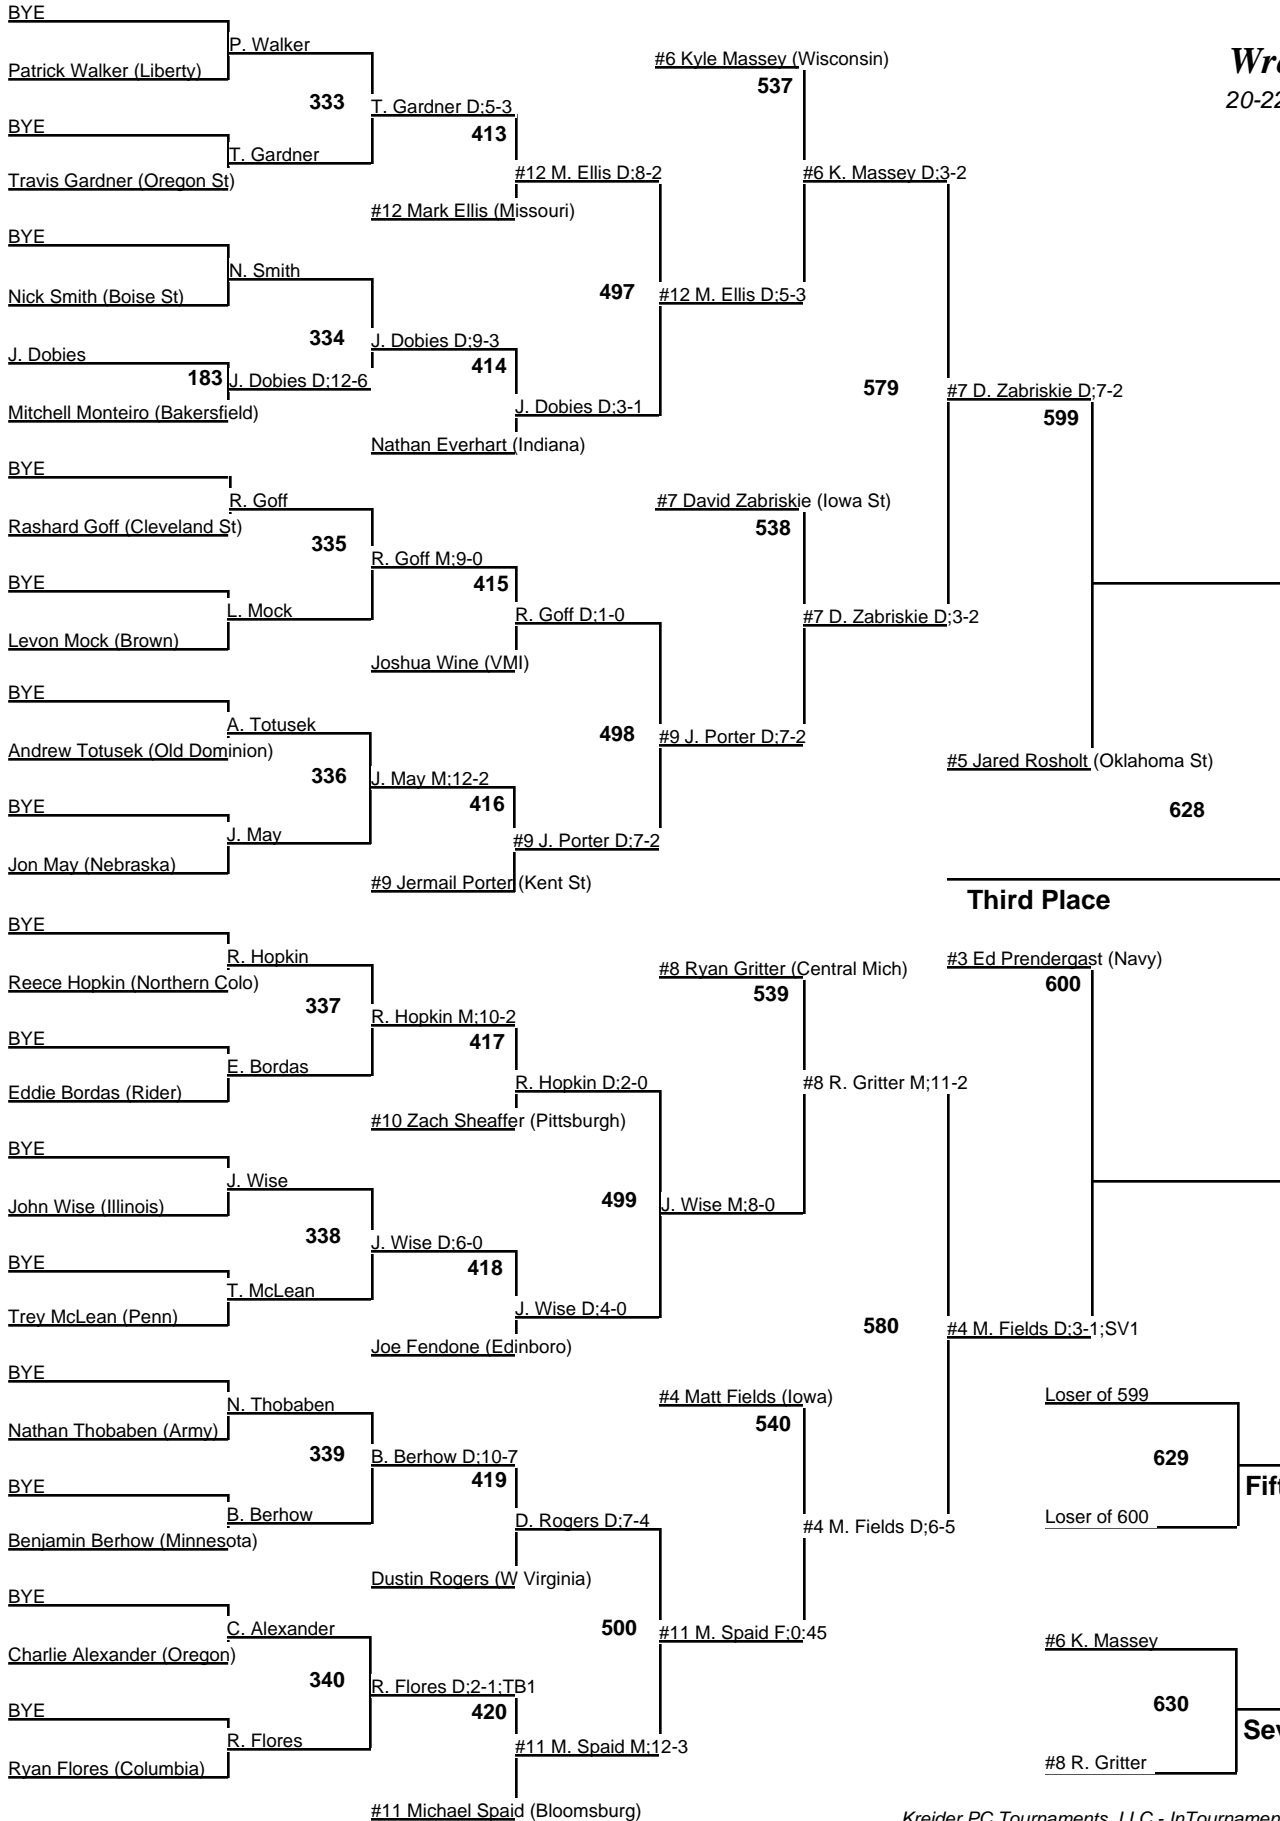 BYE
P. Walker
Patrick Walker (Liberty)
333
T. Gardner D;5-3
BYE
413
T. Gardner
Travis Gardner (Oregon St)
#12 M. Ellis D;8-2
#12 Mark Ellis (Missouri)
BYE
N. Smith
Nick Smith (Boise St)
497
#12 M. Ellis D;5-3
334
J. Dobies D;9-3
J. Dobies
414
183
J. Dobies D;12-6
Mitchell Monteiro (Bakersfield)
J. Dobies D;3-1
Nathan Everhart (Indiana)
#6 Kyle Massey (Wisconsin)
537
#6 K. Massey D;3-2
579
#7 D. Zabriskie D;7-2
599
BYE
R. Goff
Rashard Goff (Cleveland St)
335
R. Goff M;9-0
BYE
415
L. Mock
Levon Mock (Brown)
R. Goff D;1-0
Joshua Wine (VMI)
#7 David Zabriskie (Iowa St)
538
#7 D. Zabriskie D;3-2
BYE
A. Totusek
Andrew Totusek (Old Dominion)
498
#9 J. Porter D;7-2
336
J. May M;12-2
BYE
416
J. May
Jon May (Nebraska)
#9 J. Porter D;7-2
#9 Jermail Porter (Kent St)
#5 Jared Rosholt (Oklahoma St)
628
Third Place
BYE
R. Hopkin
Reece Hopkin (Northern Colo)
337
R. Hopkin M;10-2
BYE
417
E. Bordas
Eddie Bordas (Rider)
R. Hopkin D;2-0
#10 Zach Sheaffer (Pittsburgh)
#8 Ryan Gritter (Central Mich)
539
#8 R. Gritter M;11-2
#3 Ed Prendergast (Navy)
600
BYE
J. Wise
John Wise (Illinois)
499
J. Wise M;8-0
338
J. Wise D;6-0
BYE
418
T. McLean
Trey McLean (Penn)
J. Wise D;4-0
Joe Fendone (Edinboro)
580
#4 M. Fields D;3-1;SV1
BYE
N. Thobaben
Nathan Thobaben (Army)
339
B. Berhow D;10-7
BYE
419
B. Berhow
Benjamin Berhow (Minnesota)
D. Rogers D;7-4
Dustin Rogers (W Virginia)
#4 Matt Fields (Iowa)
540
#4 M. Fields D;6-5
Loser of 599
629
Fift
Loser of 600
BYE
C. Alexander
Charlie Alexander (Oregon)
500
#11 M. Spaid F;0:45
340
R. Flores D;2-1;TB1
BYE
420
R. Flores
Ryan Flores (Columbia)
#11 M. Spaid M;12-3
#11 Michael Spaid (Bloomsburg)
#6 K. Massey
630
Sev
#8 R. Gritter
Wre
20-22
Kreider PC Tournaments, LLC - InTournamen